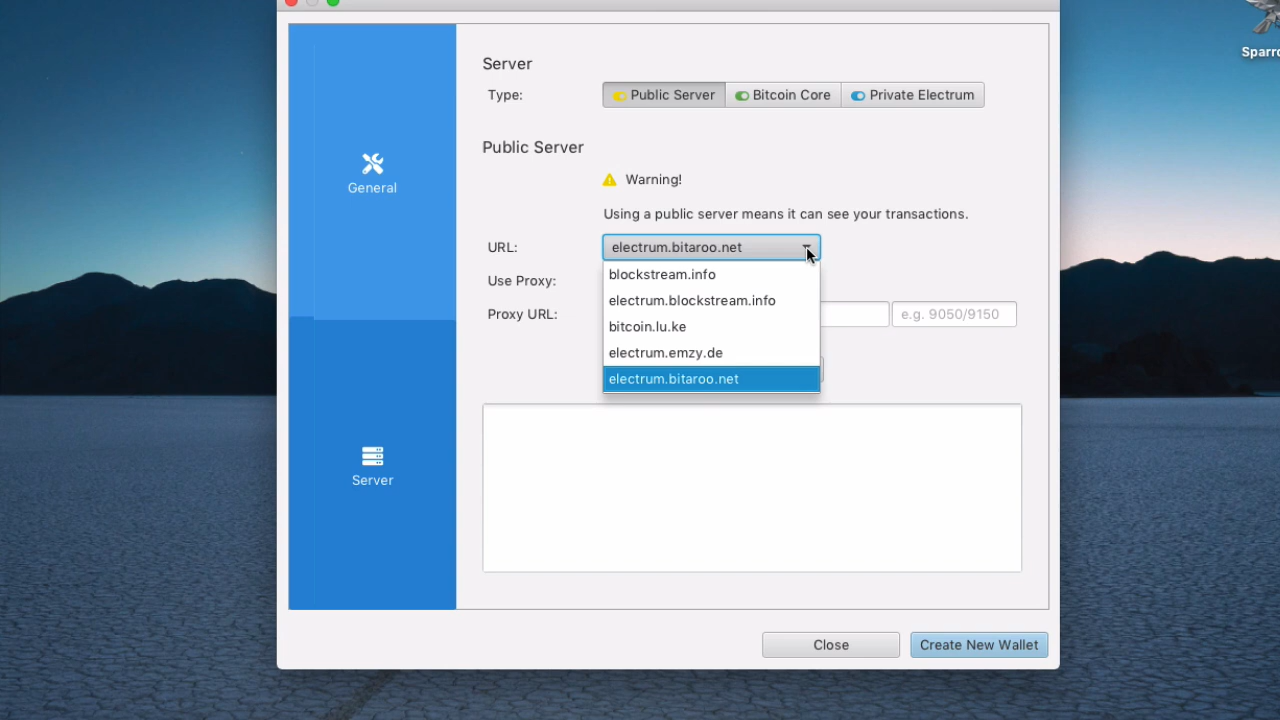 Sparro
Server
Type:
Public Server
Bitcoin Core
Private Electrum
Public Server
Warning!
Using a public server means it can see your transactions.
URL:
electrum.bitaroo.net
blockstream.info
Use Proxy:
electrum.blockstream.info
Proxy URL:
e.g. 9050/9150
bitcoin.lu.ke
electrum.emzy.de
electrum.bitaroo.net
General
Server
Close
Create New Wallet